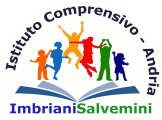 Istituto Comprensivo - Andria
ImbrianiSalvemini